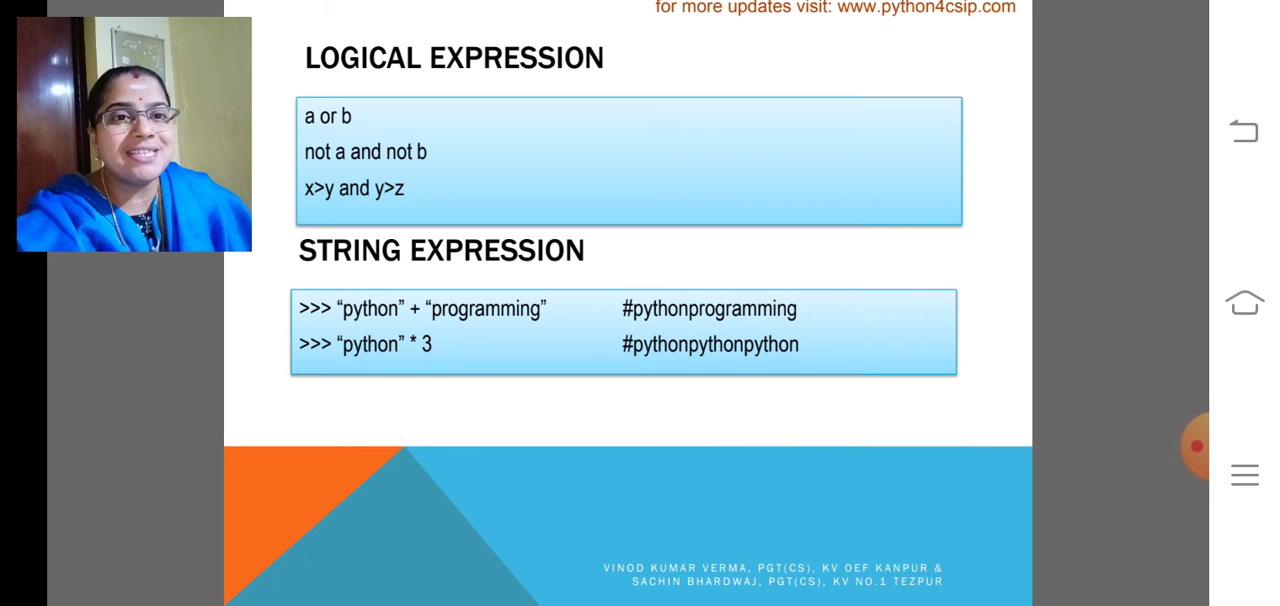 for more updates visit: www.python4csip.com
LOGICAL EXPRESSION
a or b
not a and not b
x>y and y>z
STRING EXPRESSION
>>> “python” + “programming” #pythonprogramming
>>> “python” * 3 #pythonpythonpython
VINOD KUMAR VERMA, PGT(CS), KV OEF KANPUR &
SACHIN BHARDWAJ, PGT(CS), KV NO.1 TEZPUR